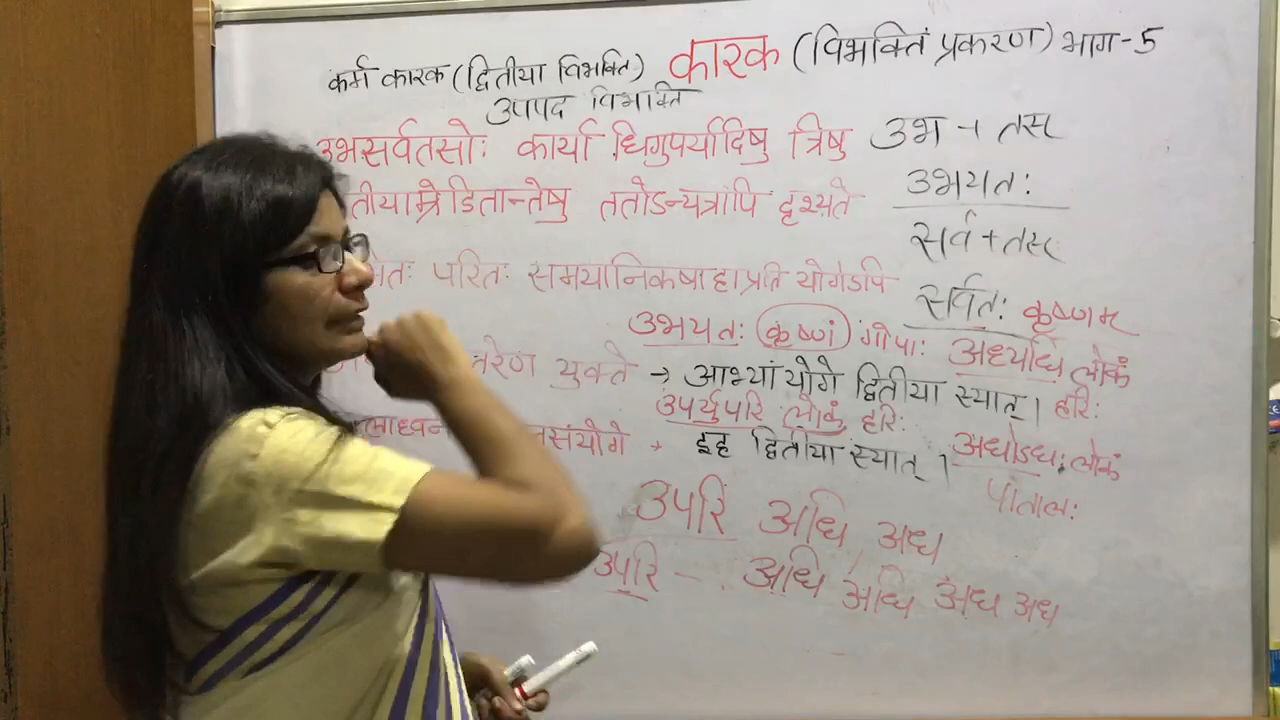 कर्म कारक (द्वितीया विभक्ति) कारक (विभक्ति प्रकरण) भाग-5
उपपद विभक्ति
उभसर्वतसोः कार्या धिगुपर्यादिषु त्रिषु
तीयाम्रेडितान्तेषु ततोऽन्यत्रापि दृश्यते
परितः समयानिकषाहाप्रति योगेऽपि
उभयतः कृष्णं गोपाः
युक्ते → आभ्यां योगे द्वितीया स्यात्।
उपर्युपरि लोकं हरिः
→ इह द्वितीया स्यात्।
उपरि अधि, अध
उपरि - . अधि अधि अध अध
उभ + तस्
उभयतः
सर्व + तस्
सर्वतः कृष्णम्
अध्यधि लोकं
हरिः
अधोऽधः लोकं
पातालः